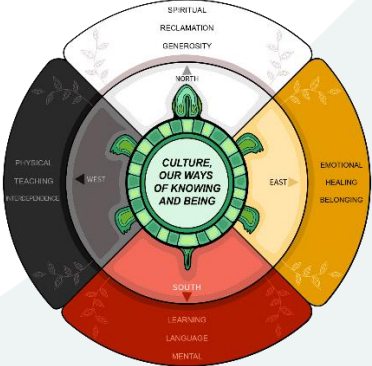 SPIRITUAL
RECLAMATION
GENEROSITY
NORTH
PHYSICAL
TEACHING
INTERDEPENDENCE
WEST
CULTURE,
OUR WAYS
OF KNOWING
AND BEING
EAST
EMOTIONAL
HEALING
BELONGING
SOUTH
LEARNING
LANGUAGE
MENTAL